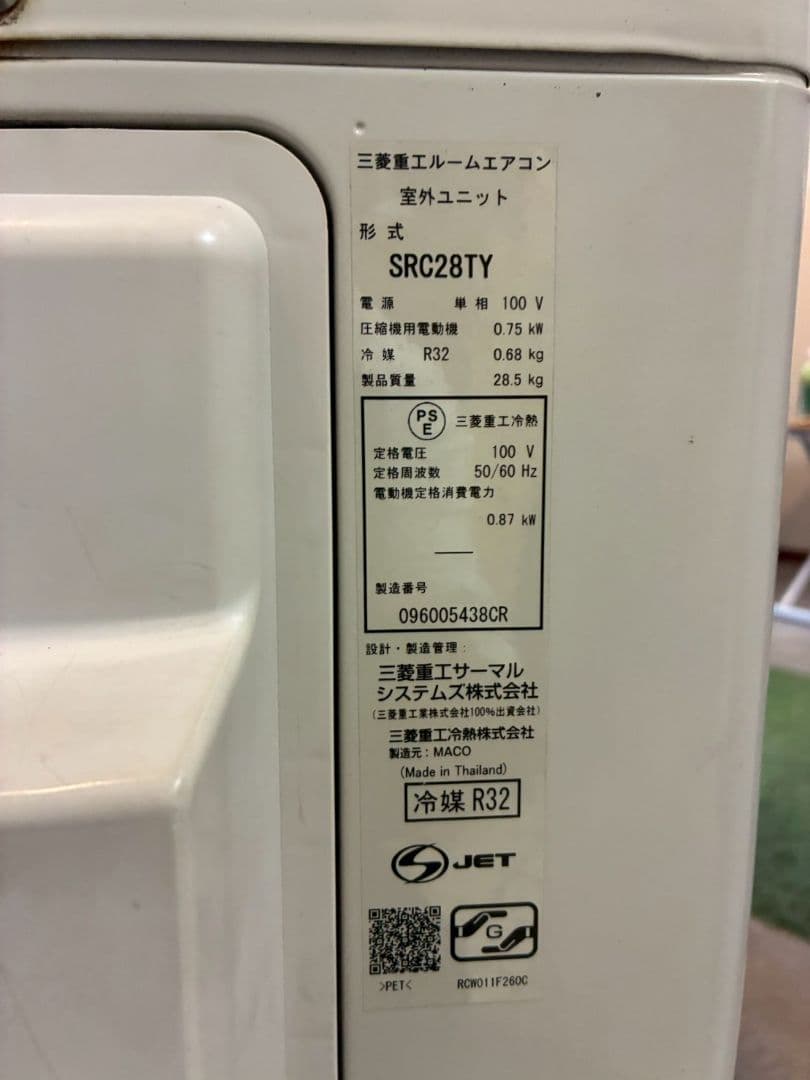 三菱重工ルームエアコン
室外ユニット
形 式
SRC28TY
電 源 単 相 100 V
圧縮機用電動機 0.75 kW
冷 媒 R32 0.68 kg
製品質量 28.5 kg
PS
E 三菱重工冷熱
定格電圧 100 V
定格周波数 50/60 Hz
電動機定格消費電力
0.87 kW
製造番号
096005438CR
設計・製造管理:
三菱重工サーマル
システムズ株式会社
(三菱重工業株式会社100%出資会社)
三菱重工冷熱株式会社
製造元:MACO
(Made in Thailand)
冷媒 R32
JET
G
>PET<
RCW011F260C